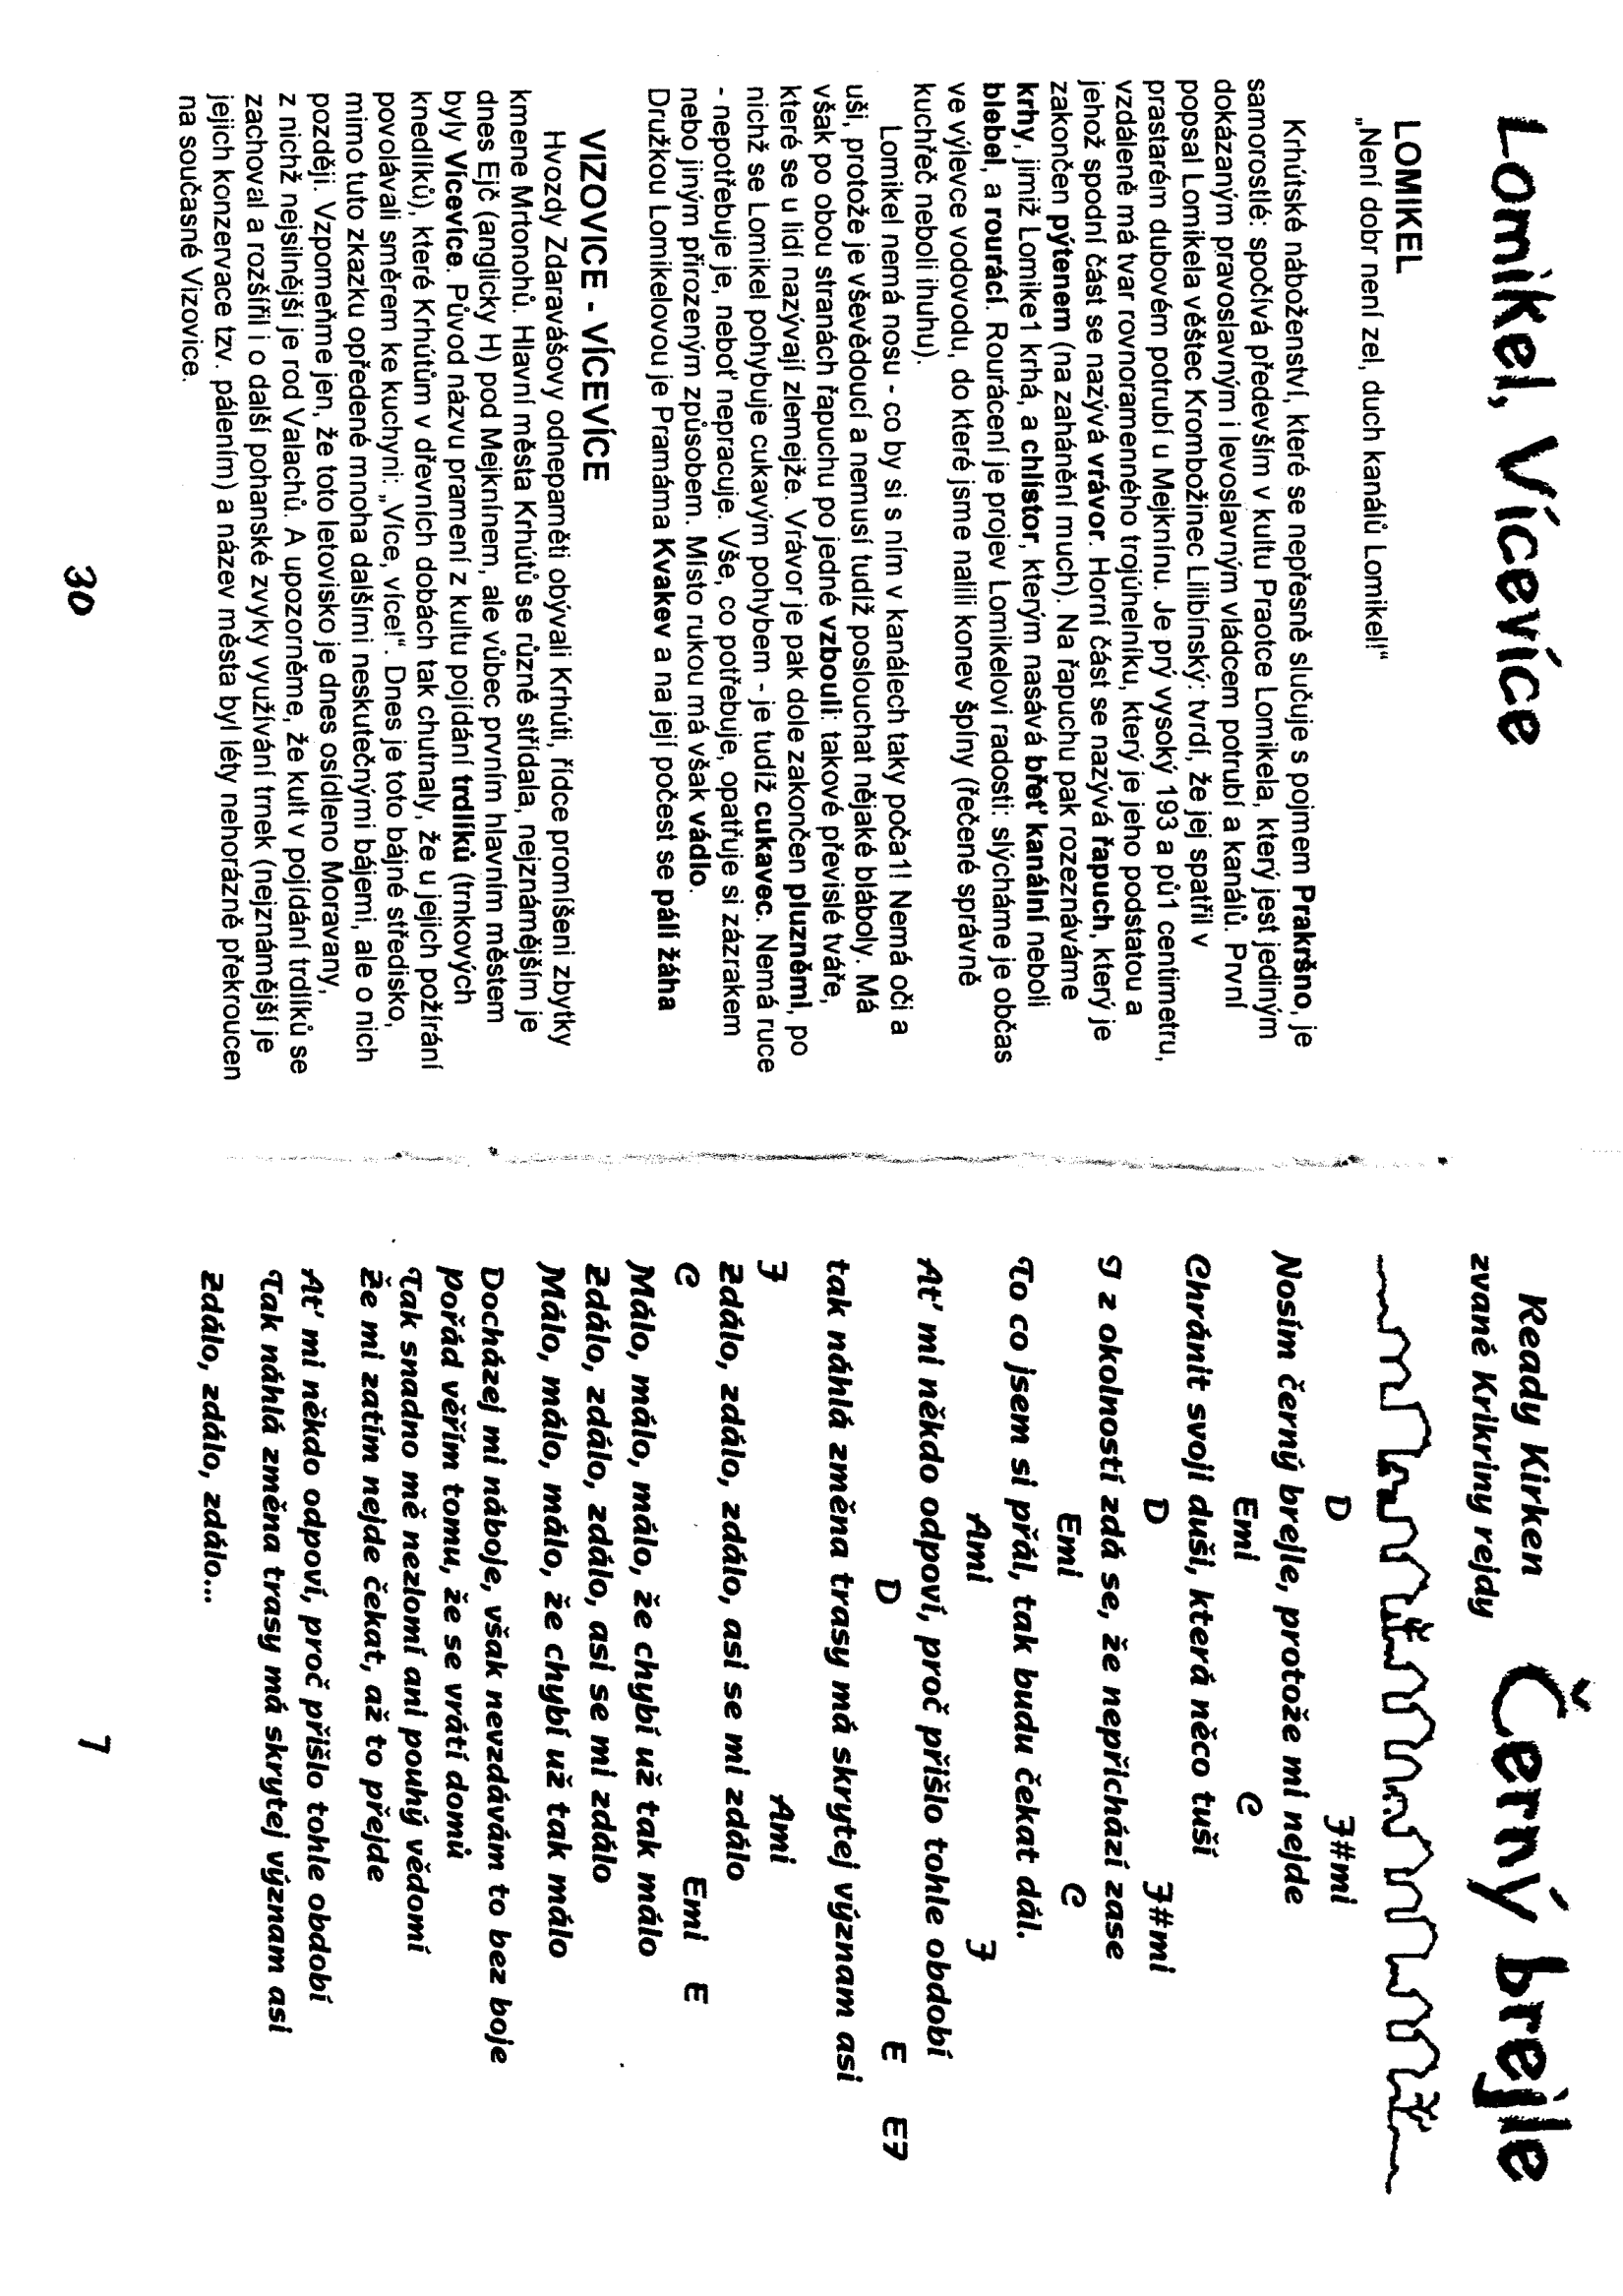 Lomikel, Vícevíce
LOMIKEL
„Není dobr není zel, duch kanálů Lomikel!“
Krhútské náboženství, které se nepřesně slučuje s pojmem Prakršno, je
samorostlé: spočívá především v kultu Praotce Lomikela, který jest jediným
dokázaným pravoslavným i levoslavným vládcem potrubí a kanálů. První
popsal Lomikela věštec Krombožinec Lilibínský: tvrdí, že jej spatřil v
prastarém dubovém potrubí u Mejknínu. Je prý vysoký 193 a pů1 centimetru,
vzdáleně má tvar rovnoramenného trojúhelníku, který je jeho podstatou a
jehož spodní část se nazývá vrávor. Horní část se nazývá řapuch, který je
zakončen pýtenem (na zahánění much). Na řapuchu pak rozeznáváme
krhy, jimiž Lomike1 krhá, a chlístor, kterým nasává břeť kanální neboli
blebel, a rourácí. Rourácení je projev Lomikelovi radosti: slýcháme je občas
ve výlevce vodovodu, do které jsme nalili konev špíny (řečené správně
kuchřeč neboli ihuhu).
Lomikel nemá nosu - co by si s ním v kanálech taky poča1! Nemá oči a
uši, protože je vševědoucí a nemusí tudíž poslouchat nějaké bláboly. Má
však po obou stranách řapuchu po jedné vzbouli: takové převislé tváře,
které se u lidí nazývají zlemejže. Vrávor je pak dole zakončen pluzněmi, po
nichž se Lomikel pohybuje cukavým pohybem - je tudíž cukavec. Nemá ruce
- nepotřebuje je, neboť nepracuje. Vše, co potřebuje, opatřuje si zázrakem
nebo jiným přirozeným způsobem. Místo rukou má však vádlo.
Družkou Lomikelovou je Pramáma Kvakev a na její počest se pálí žáha
VIZOVICE - VÍCEVÍCE
Hvozdy Zdaravášovy odnepaměti obývali Krhúti, řídce promíšeni zbytky
kmene Mrtonohů. Hlavní města Krhútů se různě střídala, nejznámějším je
dnes Ejč (anglicky H) pod Mejknínem, ale vůbec prvním hlavním městem
byly Vícevíce. Původ názvu pramení z kultu pojídání trdlíků (trnkových
knedlíků), které Krhútům v dřevních dobách tak chutnaly, že u jejich požírání
povolávali směrem ke kuchyni: „Více, více!“. Dnes je toto bájné středisko,
mimo tuto zkazku opředené mnoha dalšími neskutečnými bájemi, ale o nich
později. Vzpomeňme jen, že toto letovisko je dnes osídleno Moravany,
z nichž nejsilnější je rod Valachů. A upozorněme, že kult v pojídání trdlíků se
zachoval a rozšířil i o další pohanské zvyky využívání trnek (nejznámější je
jejich konzervace tzv. pálením) a název města byl léty nehorázně překroucen
na současné Vizovice.
30
Ready Kirken
zvané Krikriny rejdy
Černý brejle
D F#mi
Nosím černý brejle, protože mi nejde
Emi C
Chránit svoji duši, která něco tuší
D F#mi
I z okolností zdá se, že nepřichází zase
Emi C
To co jsem si přál, tak budu čekat dál.
Ami F
Ať mi někdo odpoví, proč přišlo tohle období
D E E7
tak náhlá změna trasy má skrytej význam asi
F Ami
Zdálo, zdálo, zdálo, asi se mi zdálo
C Emi E
Málo, málo, málo, že chybí už tak málo
Zdálo, zdálo, zdálo, asi se mi zdálo
Málo, málo, málo, že chybí už tak málo
Docházej mi náboje, však nevzdávám to bez boje
Pořád věřím tomu, že se vrátí domů
Tak snadno mě nezlomí ani pouhý vědomí
Že mi zatím nejde čekat, až to přejde
Ať mi někdo odpoví, proč přišlo tohle období
Tak náhlá změna trasy má skrytej význam asi
Zdálo, zdálo, zdálo...
7